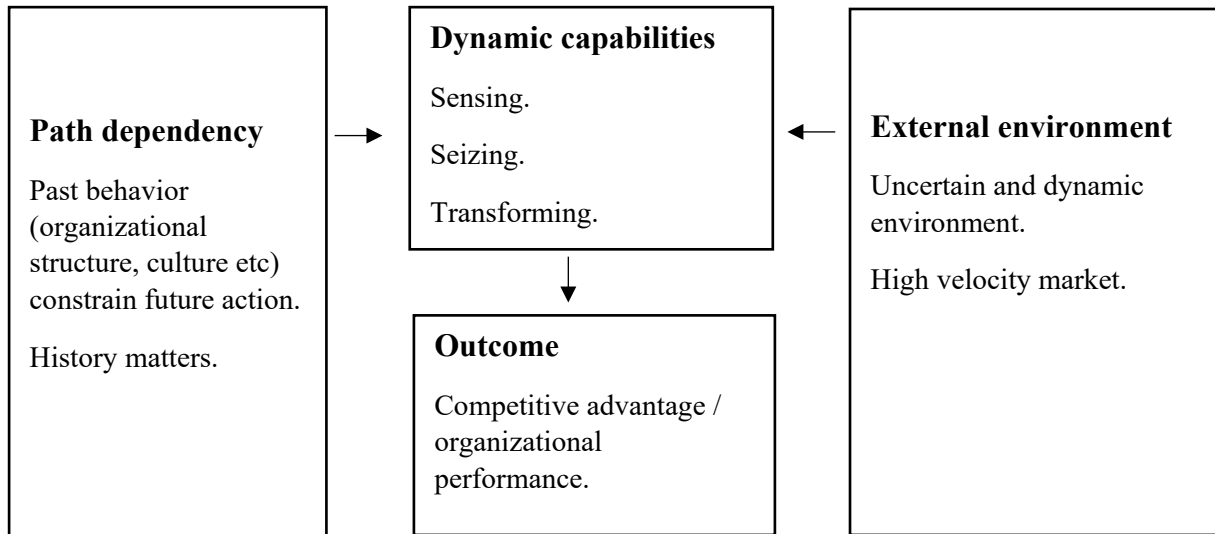 Path dependency
Past behavior
(organizational
structure, culture etc)
constrain future action.
History matters.
Dynamic capabilities
Sensing.
Seizing.
Transforming.
Outcome
Competitive advantage /
organizational
performance.
External environment
Uncertain and dynamic
environment.
High velocity market.